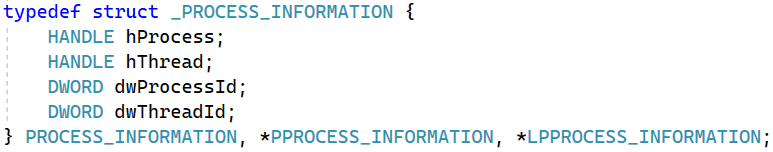 typedef struct _PROCESS_INFORMATION {
    HANDLE hProcess;
    HANDLE hThread;
    DWORD dwProcessId;
    DWORD dwThreadId;
} PROCESS_INFORMATION, *PPROCESS_INFORMATION, *LPPROCESS_INFORMATION;